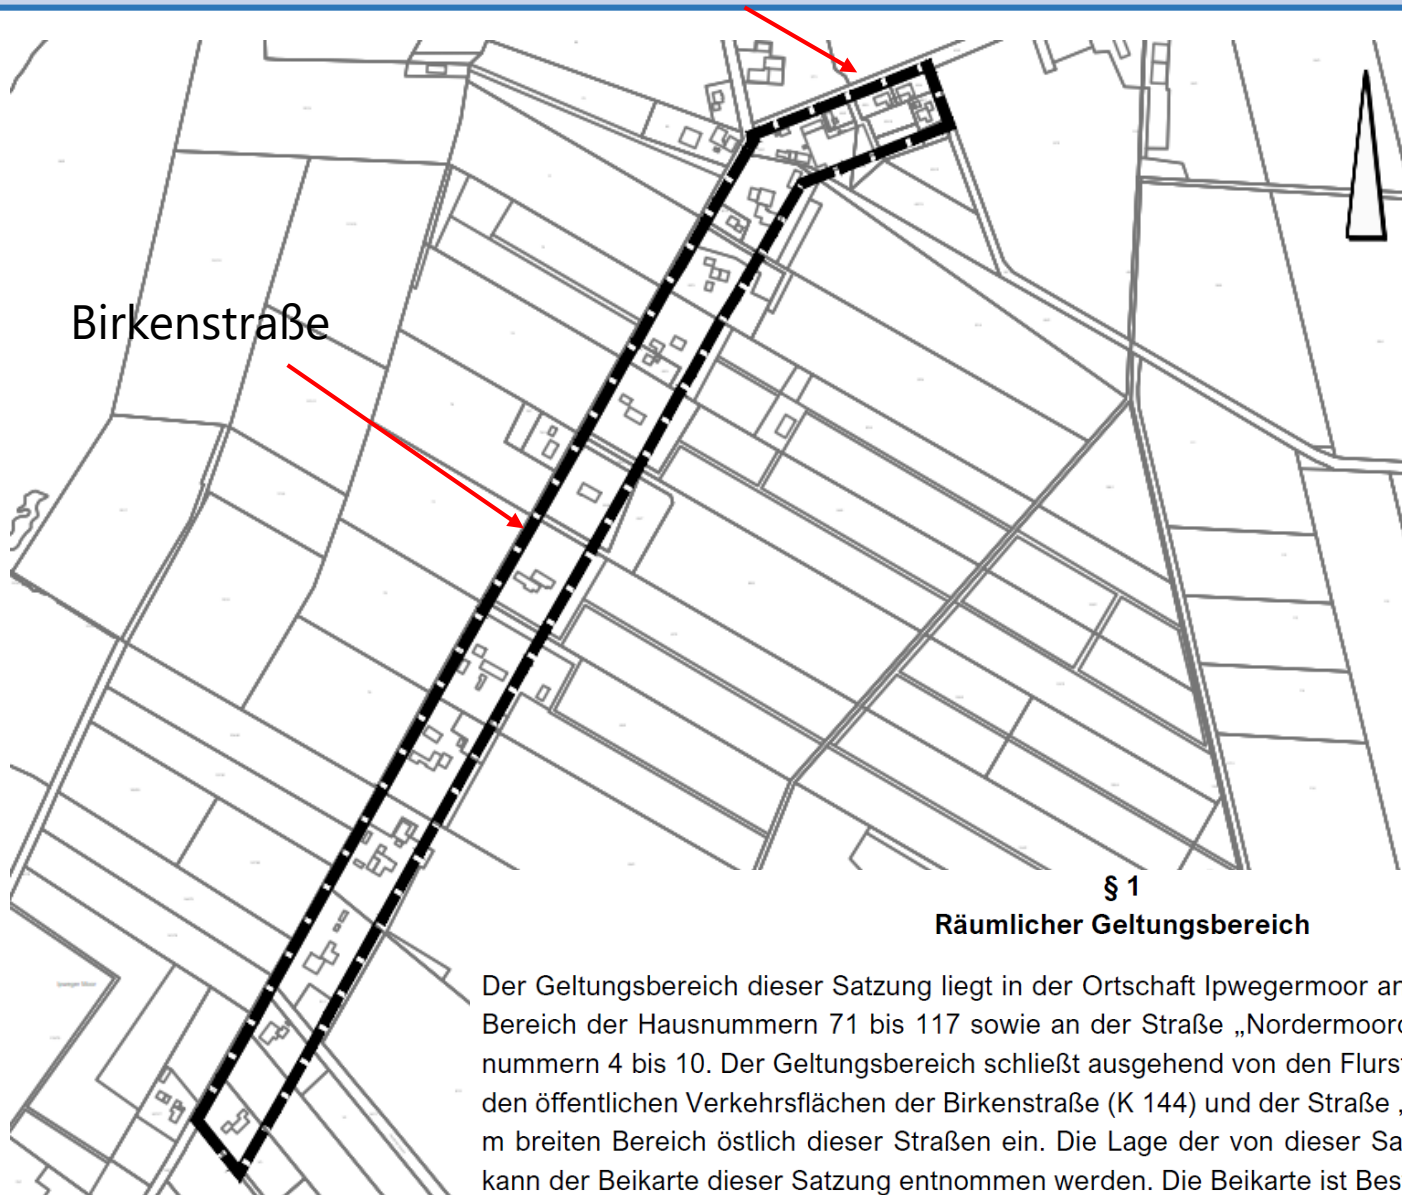 Birkenstraße
§ 1
Räumlicher Geltungsbereich
Der Geltungsbereich dieser Satzung liegt in der Ortschaft Ipwegermoor an
Bereich der Hausnummern 71 bis 117 sowie an der Straße „Nordermoor
nummern 4 bis 10. Der Geltungsbereich schließt ausgehend von den Flurst
den öffentlichen Verkehrsflächen der Birkenstraße (K 144) und der Straße „
m breiten Bereich östlich dieser Straßen ein. Die Lage der von dieser Sa
kann der Beikarte dieser Satzung entnommen werden. Die Beikarte ist Bes